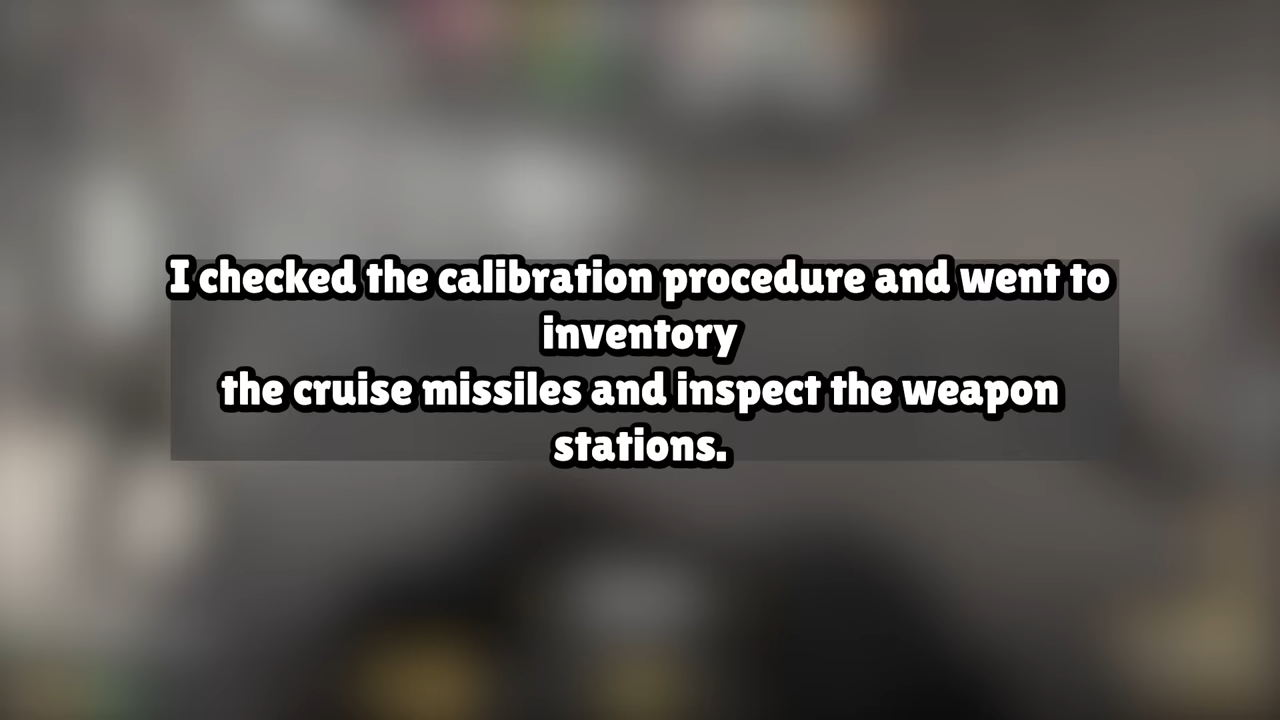 I checked the calibration procedure and went to
inventory
the cruise missiles and inspect the weapon
stations.